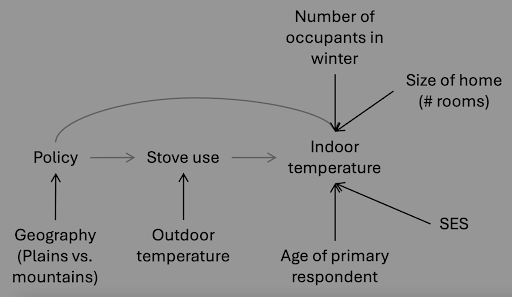 Number of
occupants in
winter
Size of home
(# rooms)
Policy
Stove use
Indoor
temperature
Geography
(Plains vs.
mountains)
Outdoor
temperature
Age of primary
respondent
SES